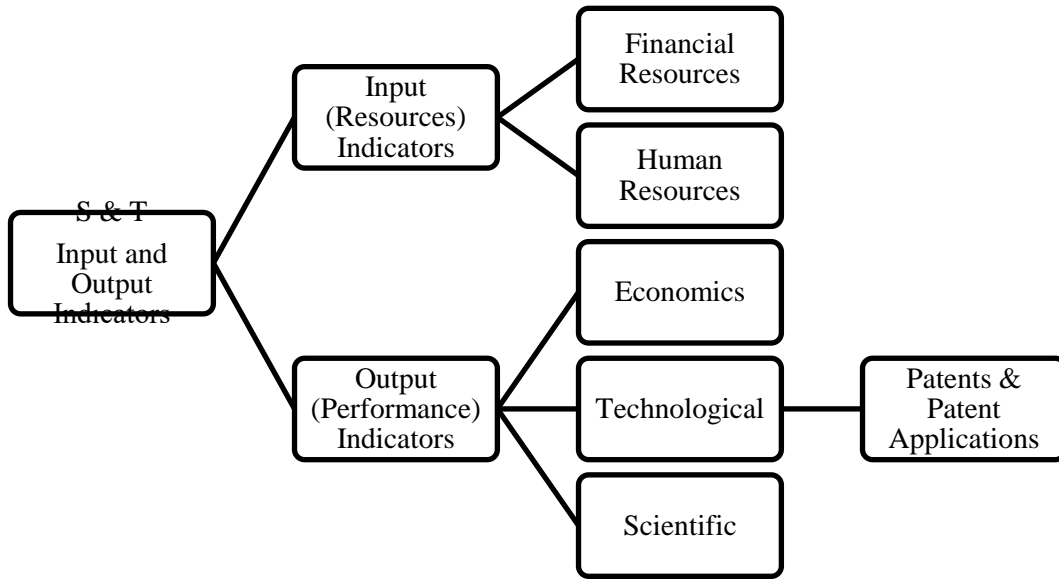 S & T
Input and
Output
Indicators
Input
(Resources)
Indicators
Financial
Resources
Human
Resources
Output
(Performance)
Indicators
Economics
Technological
Scientific
Patents &
Patent
Applications